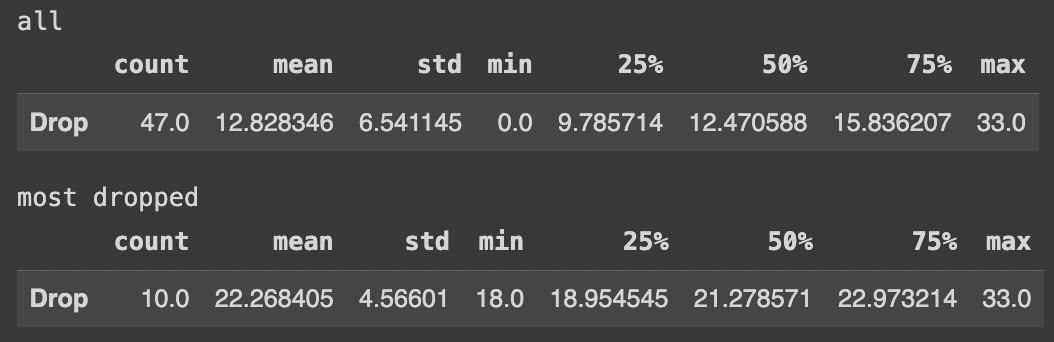 all
count mean std min 25% 50% 75% max
Drop 47.0 12.828346 6.541145 0.0 9.785714 12.470588 15.836207 33.0
most dropped
count mean std min 25% 50% 75% max
Drop 10.0 22.268405 4.56601 18.0 18.954545 21.278571 22.973214 33.0